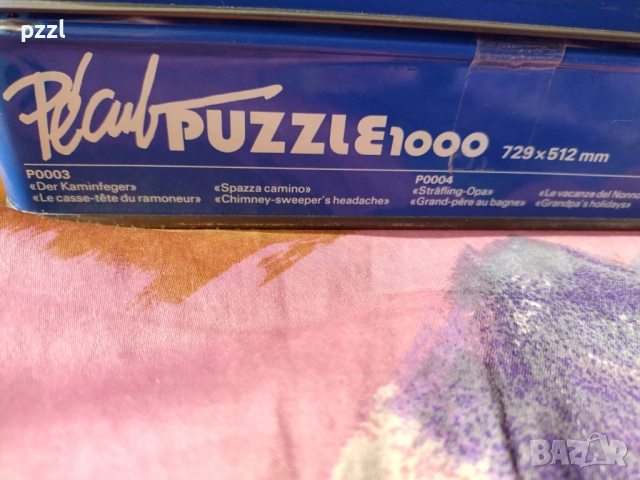 pzzl
Pécub PUZZLE 1000 729 x 512 mm
P0003
«Der Kaminfeger» «Spazza camino»
«Le casse-tête du ramoneur» «Chimney-sweeper's headache»
P0004
«Sträfling-Opa» «Le vacanze del Nonno
«Grand-père au bagne» «Grandpa's holidays»
BAZAR